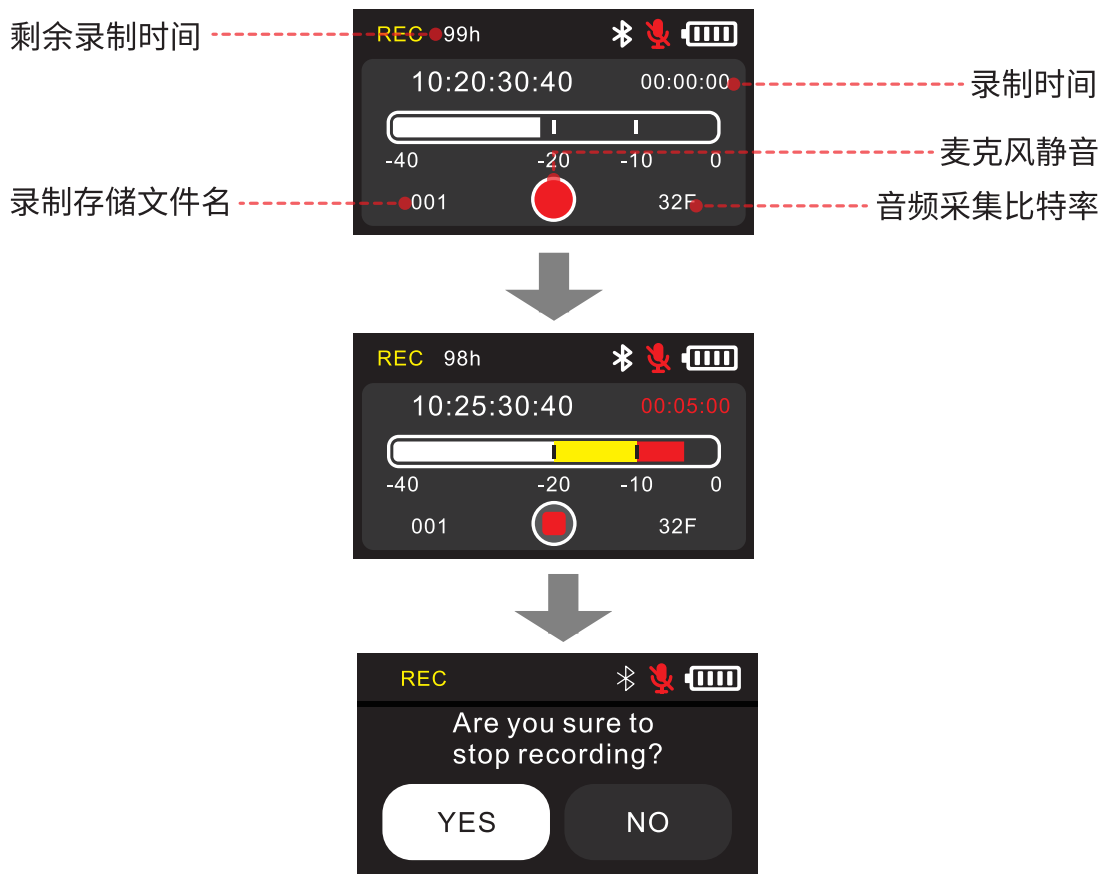 剩余录制时间
REC 99h
10:20:30:40 00:00:00
录制时间
-40 -20 -10 0
麦克风静音
录制存储文件名
001 32F
音频采集比特率
REC 98h
10:25:30:40 00:05:00
-40 -20 -10 0
001 32F
REC
Are you sure to
stop recording?
YES NO